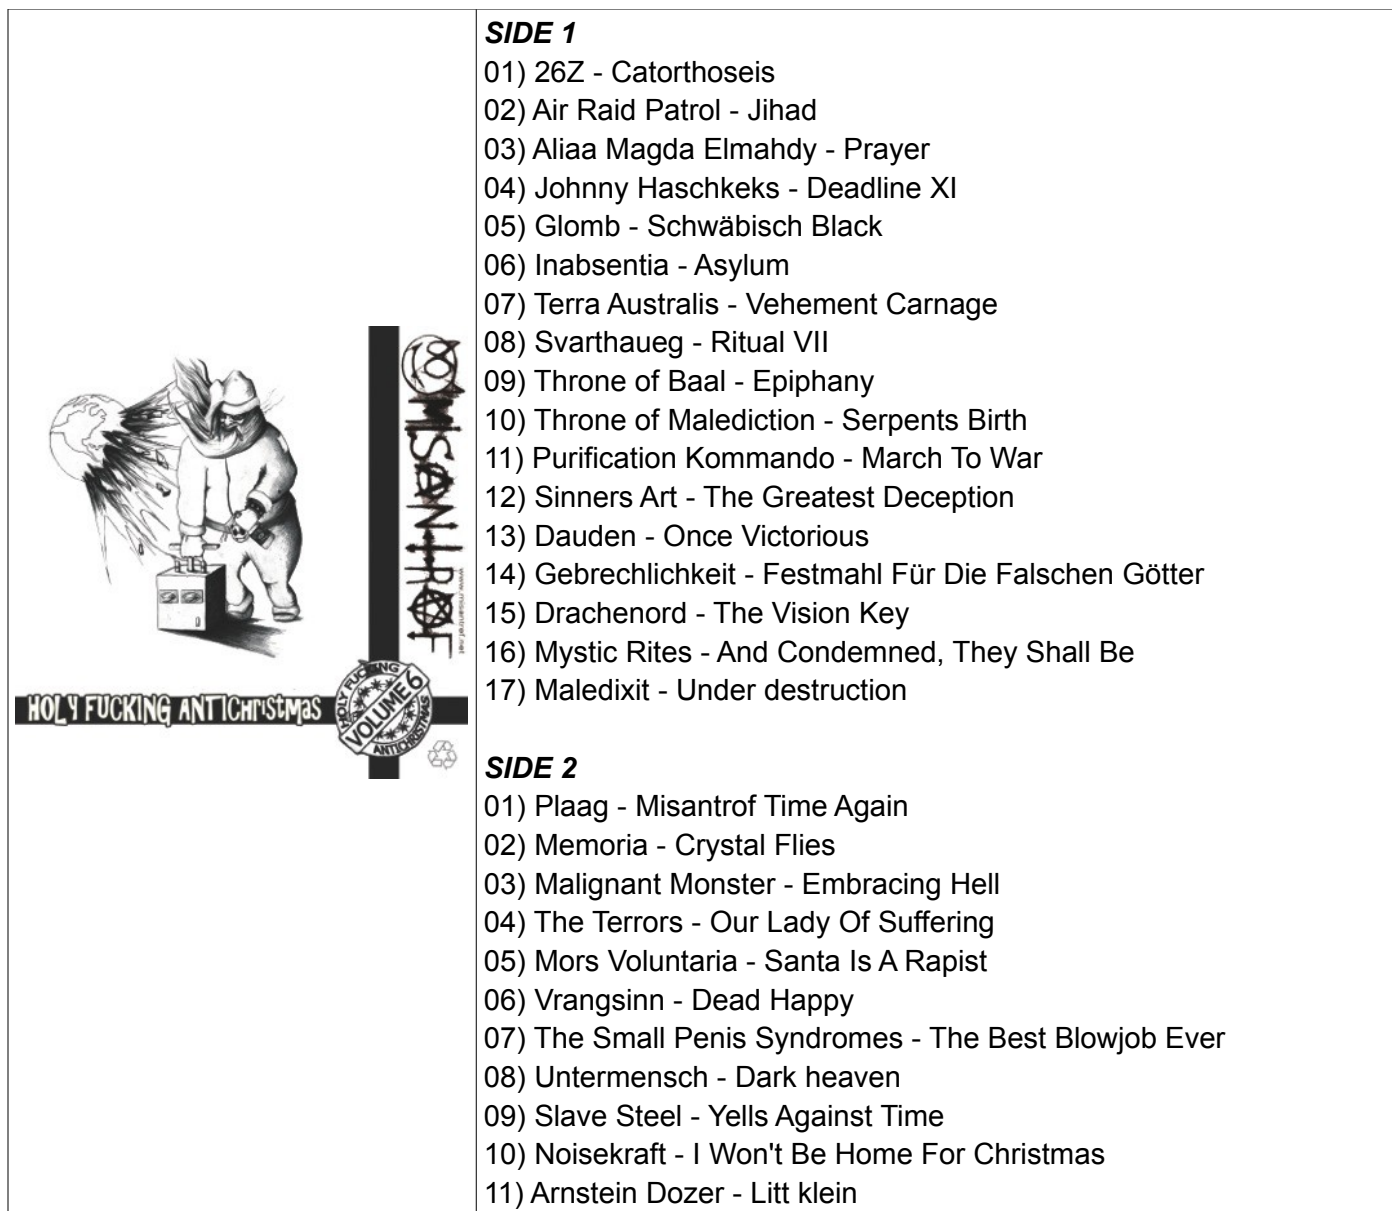 MISANTROF
www.misantrof.net
HOLY FUCKING ANTICHRISTMAS
HOLY FUCKING
VOLUME 6
ANTICHRISTMAS
SIDE 1
01) 26Z - Catorthoseis
02) Air Raid Patrol - Jihad
03) Aliaa Magda Elmahdy - Prayer
04) Johnny Haschkeks - Deadline XI
05) Glomb - Schwäbisch Black
06) Inabsentia - Asylum
07) Terra Australis - Vehement Carnage
08) Svarthaueg - Ritual VII
09) Throne of Baal - Epiphany
10) Throne of Malediction - Serpents Birth
11) Purification Kommando - March To War
12) Sinners Art - The Greatest Deception
13) Dauden - Once Victorious
14) Gebrechlichkeit - Festmahl Für Die Falschen Götter
15) Drachenord - The Vision Key
16) Mystic Rites - And Condemned, They Shall Be
17) Maledixit - Under destruction
SIDE 2
01) Plaag - Misantrof Time Again
02) Memoria - Crystal Flies
03) Malignant Monster - Embracing Hell
04) The Terrors - Our Lady Of Suffering
05) Mors Voluntaria - Santa Is A Rapist
06) Vrangsinn - Dead Happy
07) The Small Penis Syndromes - The Best Blowjob Ever
08) Untermensch - Dark heaven
09) Slave Steel - Yells Against Time
10) Noisekraft - I Won't Be Home For Christmas
11) Arnstein Dozer - Litt klein